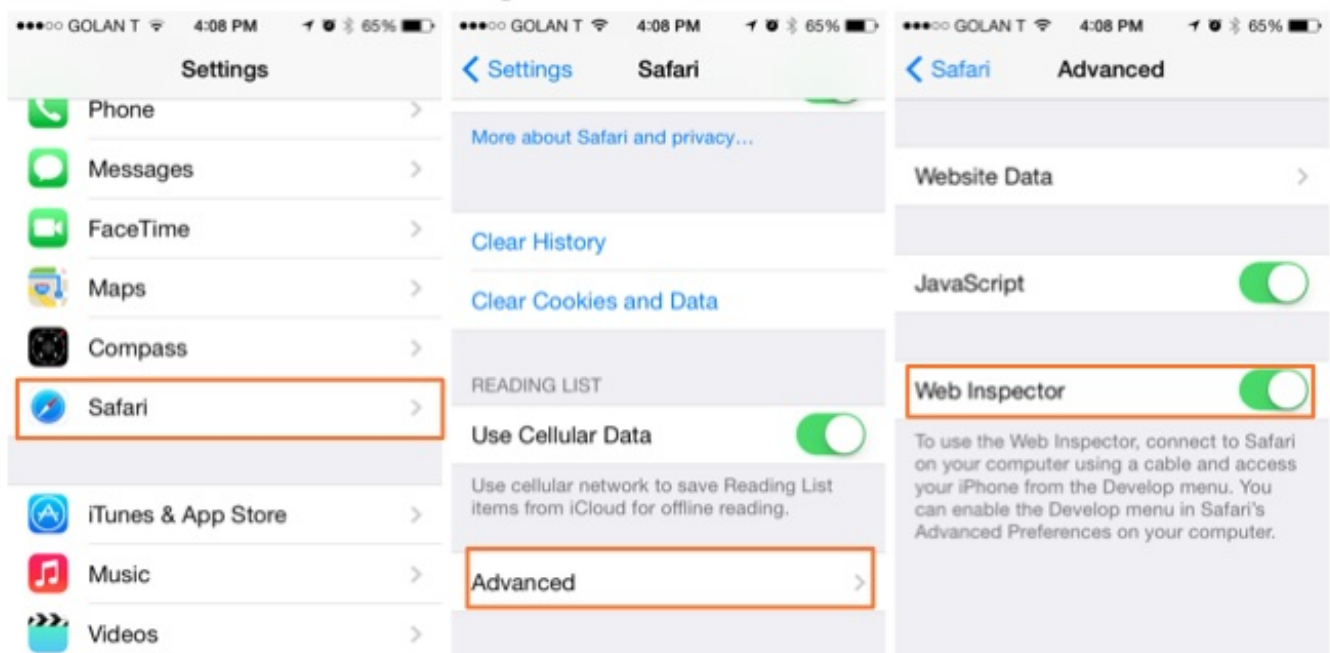 GOLAN T 4:08 PM 65%
Settings
Phone
Messages
FaceTime
Maps
Compass
Safari
iTunes & App Store
Music
Videos
GOLAN T 4:08 PM 65%
Settings Safari
More about Safari and privacy...
Clear History
Clear Cookies and Data
READING LIST
Use Cellular Data
Use cellular network to save Reading List
items from iCloud for offline reading.
Advanced
GOLAN T 4:08 PM 65%
Safari Advanced
Website Data
JavaScript
Web Inspector
To use the Web Inspector, connect to Safari
on your computer using a cable and access
your iPhone from the Develop menu. You
can enable the Develop menu in Safari's
Advanced Preferences on your computer.